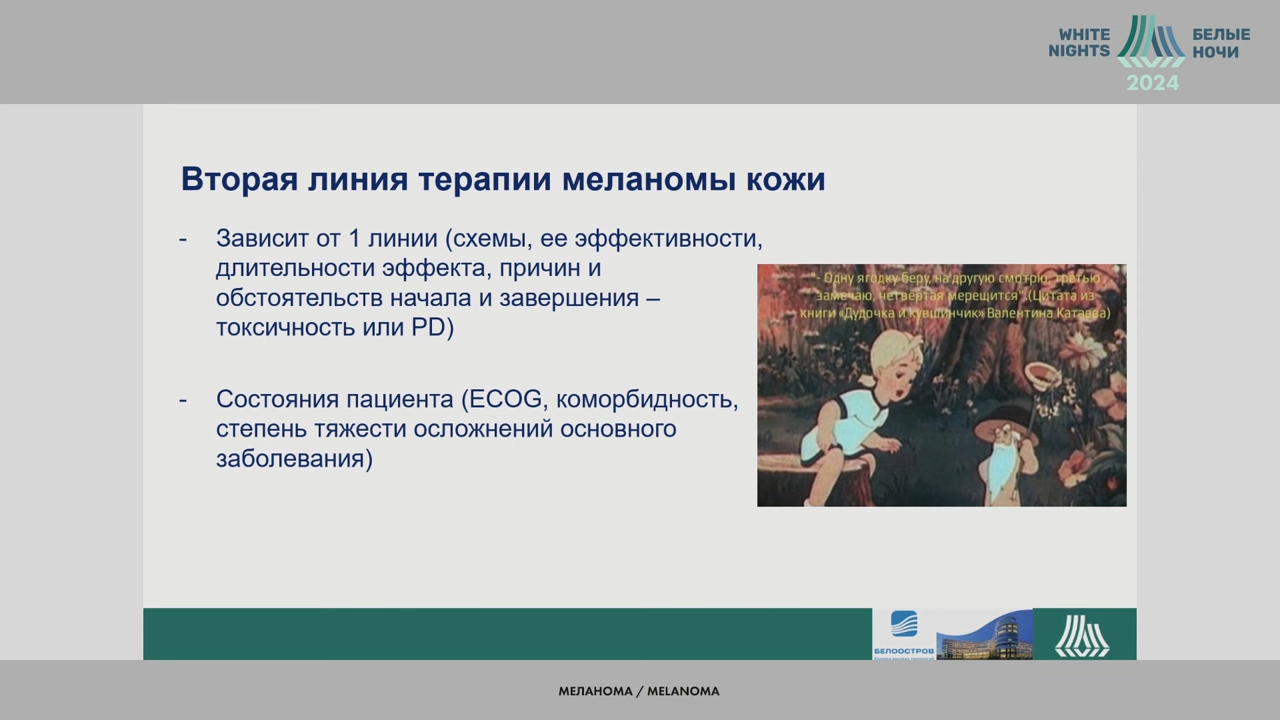 WHITE NIGHTS
БЕЛЫЕ НОЧИ
2024
Вторая линия терапии меланомы кожи
- Зависит от 1 линии (схемы, ее эффективности,
длительности эффекта, причин и
обстоятельств начала и завершения –
токсичность или PD)
- Состояния пациента (ECOG, коморбидность,
степень тяжести осложнений основного
заболевания)
"- Одну ягодку беру, на другую смотрю, третью
замечаю, четвертая мерещится".(Цитата из
книги «Дудочка и кувшинчик» Валентина Катаева)
БЕЛООСТРОВ
МЕЛАНОМА / MELANOMA